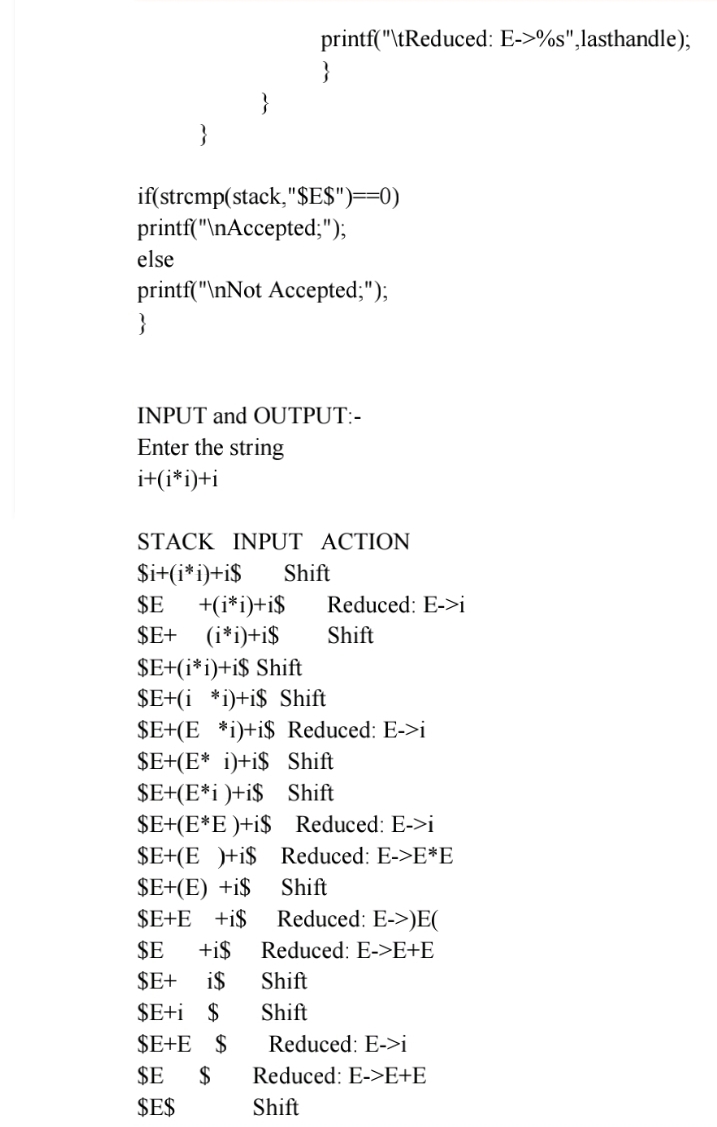 printf("\tReduced: E->%s",lasthandle);
}
}
}
if(strcmp(stack,"$E$")==0)
printf("\nAccepted;");
else
printf("\nNot Accepted;");
}
INPUT and OUTPUT:-
Enter the string
i+(i*i)+i
STACK INPUT ACTION
$i+(i*i)+i$ Shift
$E +(i*i)+i$ Reduced: E->i
$E+ (i*i)+i$ Shift
$E+(i*i)+i$ Shift
$E+(i *i)+i$ Shift
$E+(E *i)+i$ Reduced: E->i
$E+(E* i)+i$ Shift
$E+(E*i )+i$ Shift
$E+(E*E )+i$ Reduced: E->i
$E+(E )+i$ Reduced: E->E*E
$E+(E) +i$ Shift
$E+E +i$ Reduced: E->)E(
$E +i$ Reduced: E->E+E
$E+ i$ Shift
$E+i $ Shift
$E+E $ Reduced: E->i
$E $ Reduced: E->E+E
$E$ Shift